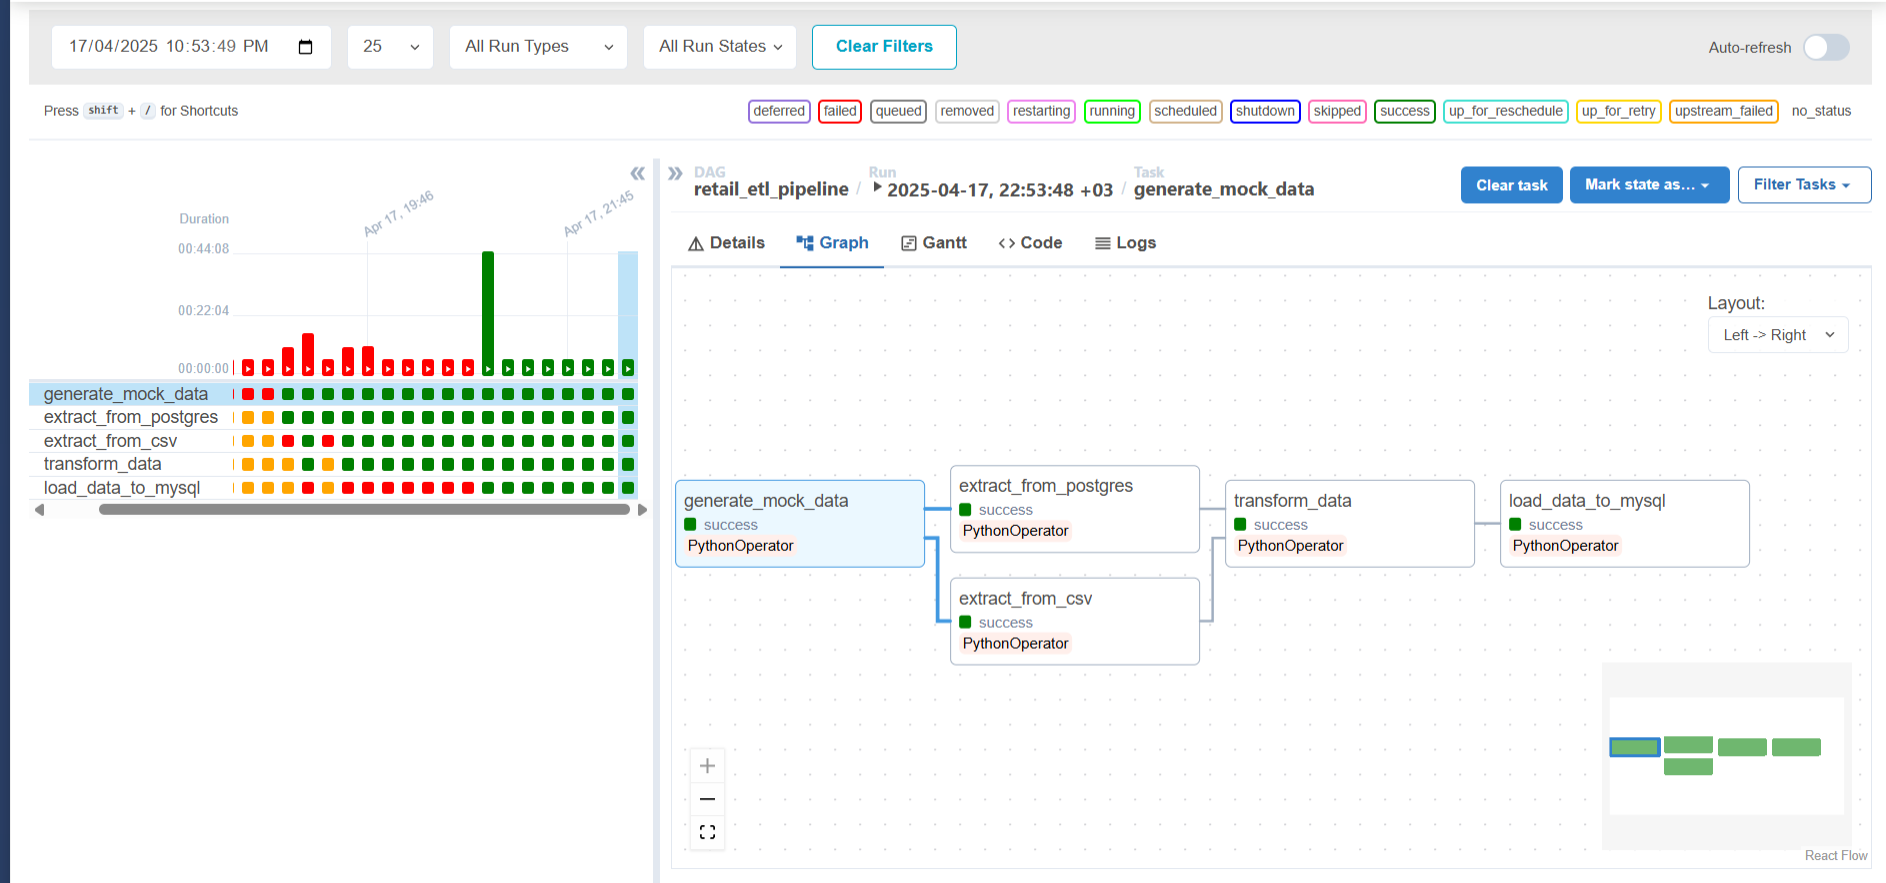 17/04/2025 10:53:49 PM
25
All Run Types
All Run States
Clear Filters
Auto-refresh
Press shift + / for Shortcuts
deferred failed queued removed restarting running scheduled shutdown skipped success up_for_reschedule up_for_retry upstream_failed no_status
Duration
Apr 17, 19:46
Apr 17, 21:45
00:44:08
00:22:04
00:00:00
generate_mock_data
extract_from_postgres
extract_from_csv
transform_data
load_data_to_mysql
DAG
retail_etl_pipeline
/
Run
2025-04-17, 22:53:48 +03
/
Task
generate_mock_data
Clear task
Mark state as...
Filter Tasks
Details
Graph
Gantt
Code
Logs
Layout:
Left -> Right
generate_mock_data
success
PythonOperator
extract_from_postgres
success
PythonOperator
extract_from_csv
success
PythonOperator
transform_data
success
PythonOperator
load_data_to_mysql
success
PythonOperator
React Flow